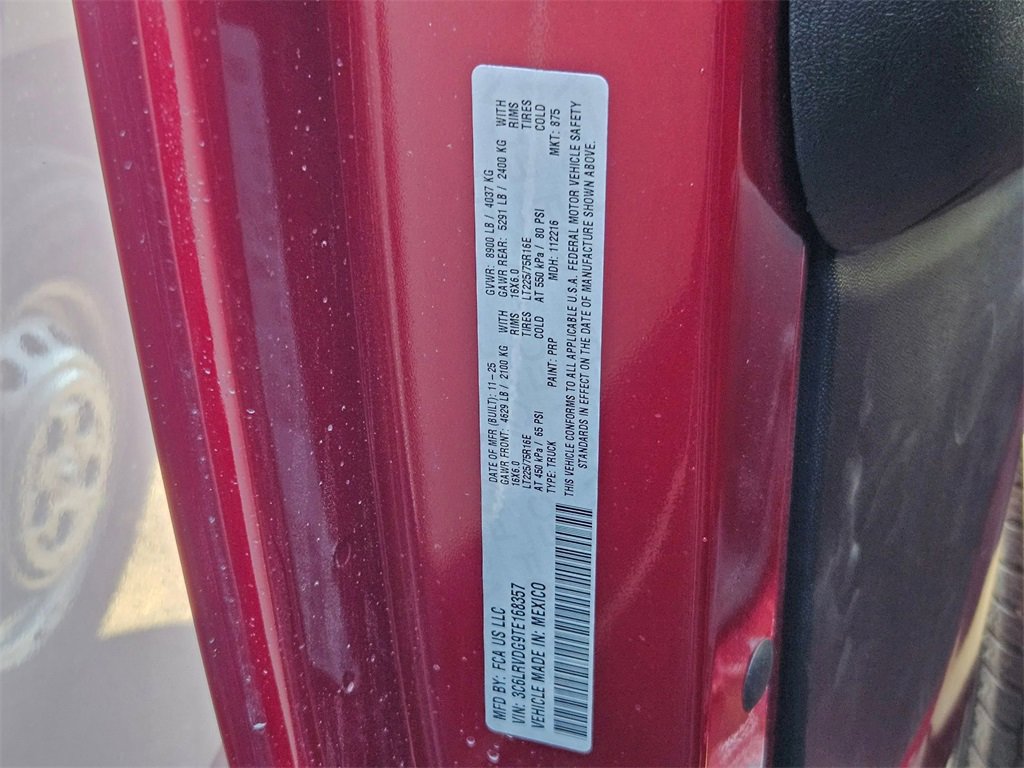 MFD BY: FCA US LLC
VIN: 3C6LRVDG9TE168357
VEHICLE MADE IN: MEXICO
DATE OF MFR (BUILT): 11-25 GVWR: 8900 LB / 4037 KG
GAWR FRONT: 4629 LB / 2100 KG WITH GAWR REAR: 5291 LB / 2400 KG WITH
16X6.0 RIMS 16X6.0 RIMS
LT225/75R16E TIRES LT225/75R16E TIRES
AT 450 kPa / 65 PSI COLD AT 550 kPa / 80 PSI COLD
TYPE: TRUCK PAINT: PRP MDH: 112216 MKT: 875
THIS VEHICLE CONFORMS TO ALL APPLICABLE U.S.A. FEDERAL MOTOR VEHICLE SAFETY
STANDARDS IN EFFECT ON THE DATE OF MANUFACTURE SHOWN ABOVE.